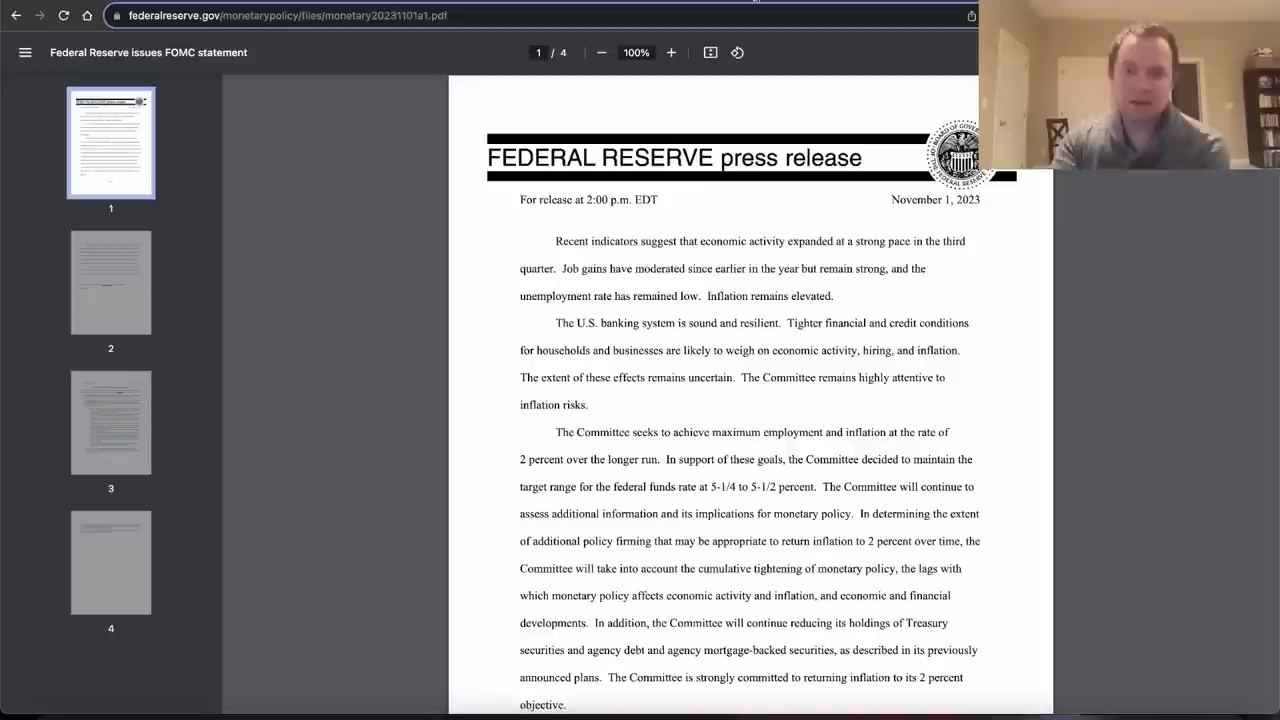 federalreserve.gov/monetarypolicy/files/monetary20231101a1.pdf
Federal Reserve issues FOMC statement
1 / 4
100%
FEDERAL RESERVE press release
For release at 2:00 p.m. EDT
November 1, 2023
Recent indicators suggest that economic activity expanded at a strong pace in the third
quarter. Job gains have moderated since earlier in the year but remain strong, and the
unemployment rate has remained low. Inflation remains elevated.
The U.S. banking system is sound and resilient. Tighter financial and credit conditions
for households and businesses are likely to weigh on economic activity, hiring, and inflation.
The extent of these effects remains uncertain. The Committee remains highly attentive to
inflation risks.
The Committee seeks to achieve maximum employment and inflation at the rate of
2 percent over the longer run. In support of these goals, the Committee decided to maintain the
target range for the federal funds rate at 5-1/4 to 5-1/2 percent. The Committee will continue to
assess additional information and its implications for monetary policy. In determining the extent
of additional policy firming that may be appropriate to return inflation to 2 percent over time, the
Committee will take into account the cumulative tightening of monetary policy, the lags with
which monetary policy affects economic activity and inflation, and economic and financial
developments. In addition, the Committee will continue reducing its holdings of Treasury
securities and agency debt and agency mortgage-backed securities, as described in its previously
announced plans. The Committee is strongly committed to returning inflation to its 2 percent
objective.
1
2
3
4